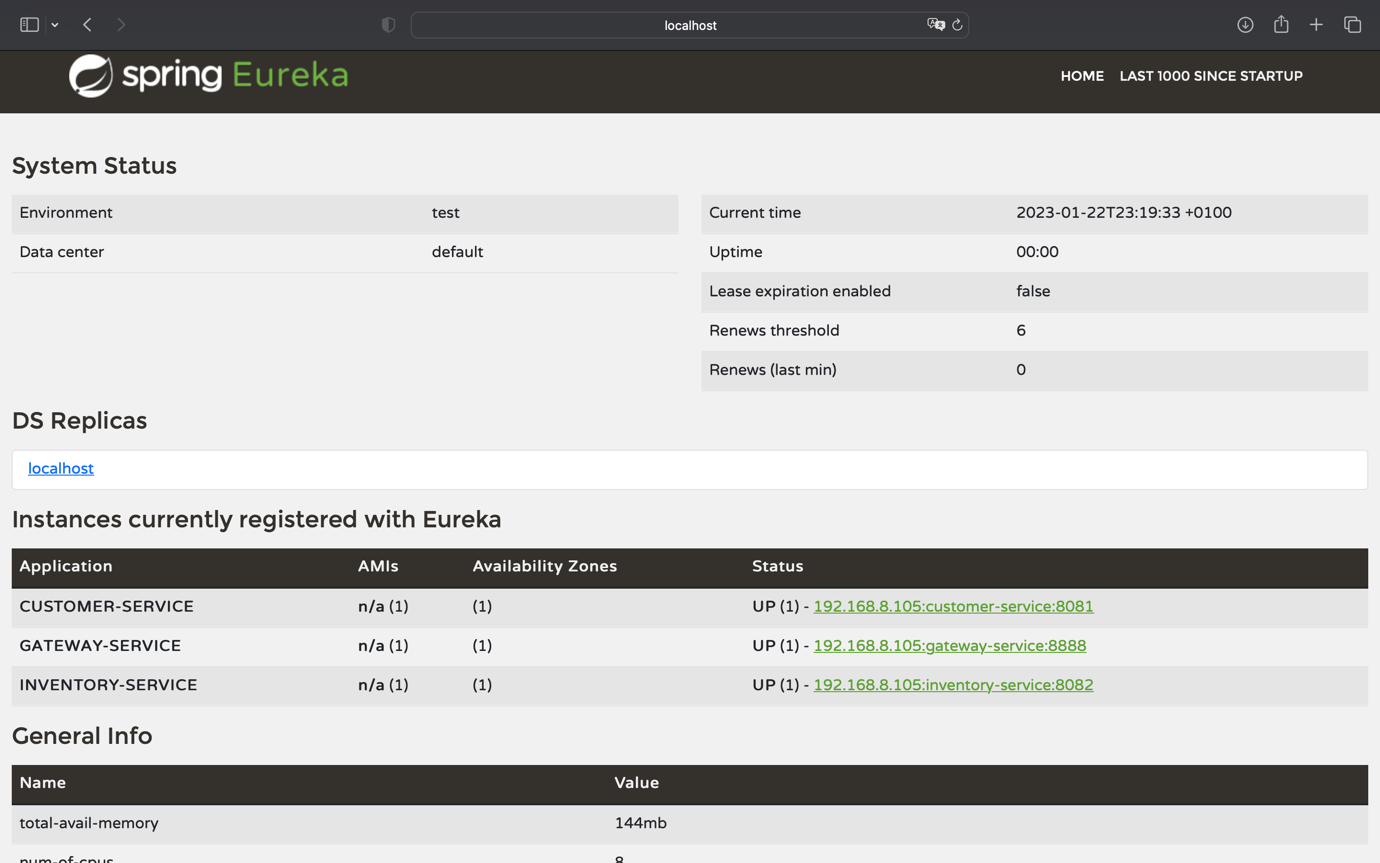 localhost
spring Eureka
HOME LAST 1000 SINCE STARTUP
System Status
Environment test
Data center default
Current time 2023-01-22T23:19:33 +0100
Uptime 00:00
Lease expiration enabled false
Renews threshold 6
Renews (last min) 0
DS Replicas
localhost
Instances currently registered with Eureka
Application AMIs Availability Zones Status
CUSTOMER-SERVICE n/a (1) (1) UP (1) - 192.168.8.105:customer-service:8081
GATEWAY-SERVICE n/a (1) (1) UP (1) - 192.168.8.105:gateway-service:8888
INVENTORY-SERVICE n/a (1) (1) UP (1) - 192.168.8.105:inventory-service:8082
General Info
Name Value
total-avail-memory 144mb
num-of-cpus 8